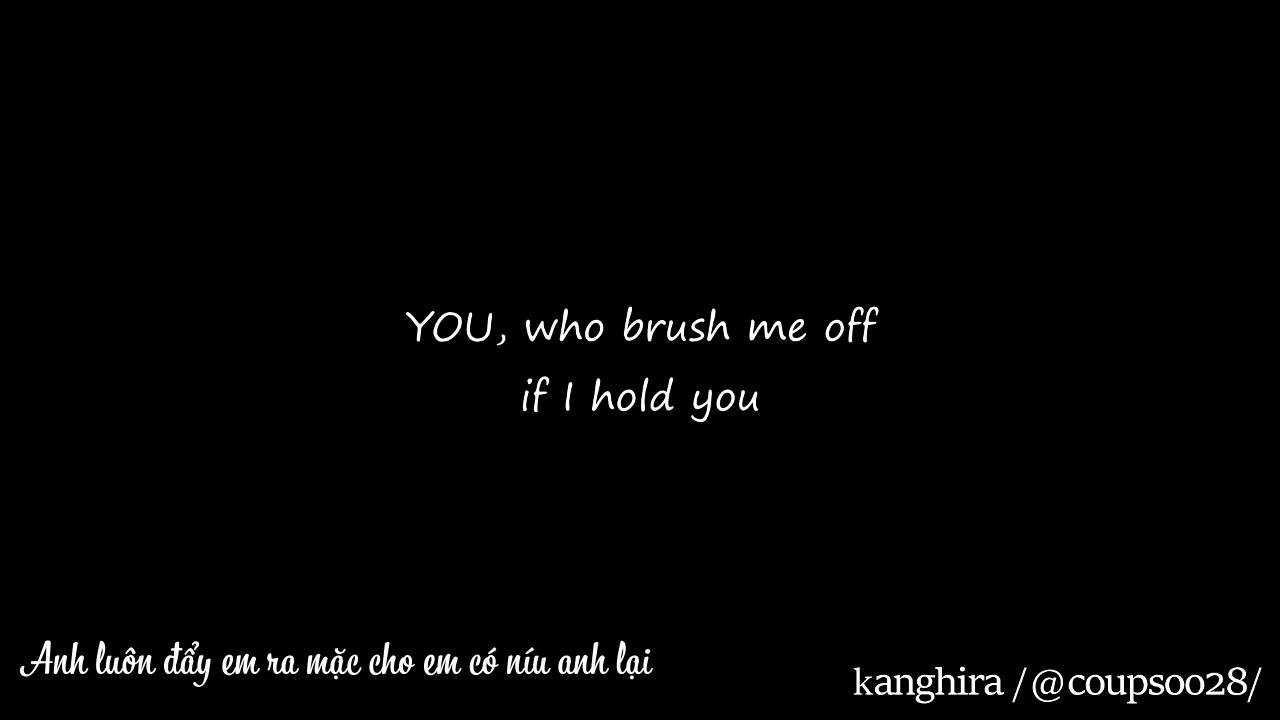 YOU, who brush me off
if I hold you
Anh luôn đẩy em ra mặc cho em có níu anh lại
kanghira /@coupsoo28/